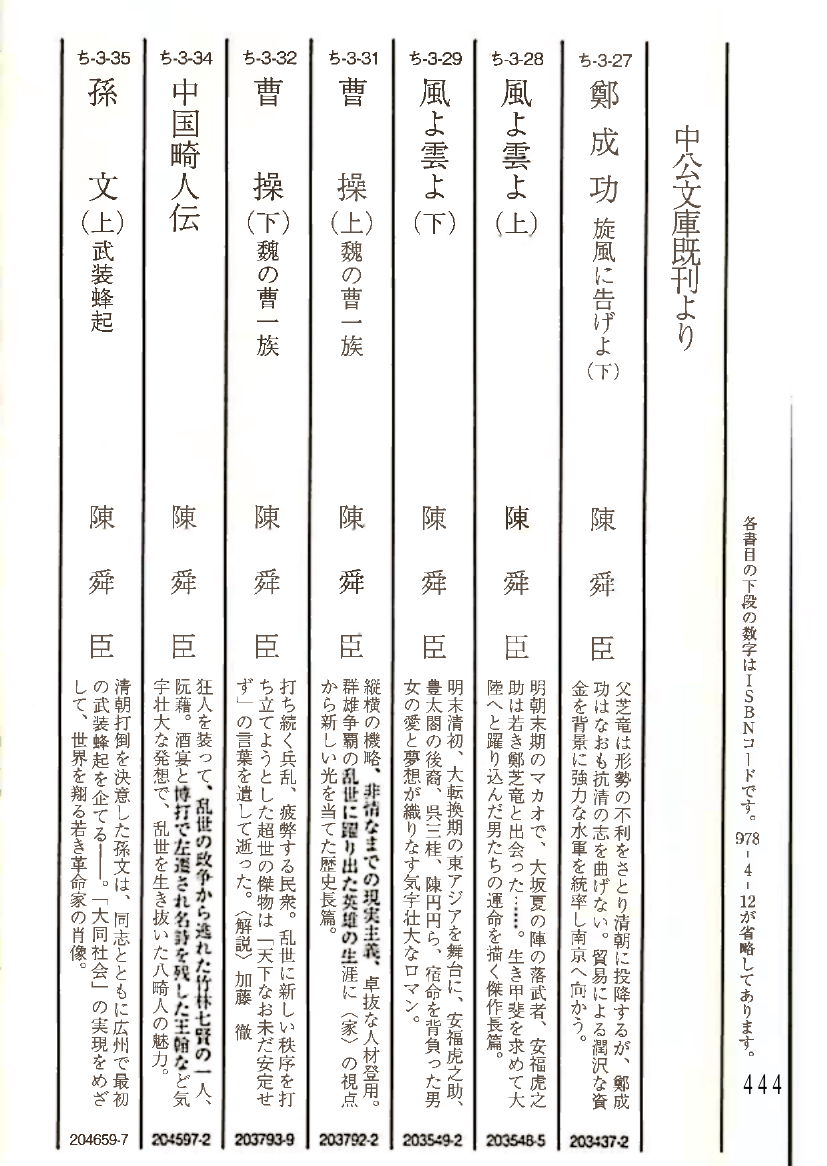 各書目の下段の数字はISBNコードです。978-4-12が省略してあります。
中公文庫既刊より
ち-3-27
鄭成功 旋風に告げよ(下)
陳舜臣
父芝竜は形勢の不利をさとり清朝に投降するが、鄭成
功はなおも抗清の志を曲げない。貿易による潤沢な資
金を背景に強力な水軍を統率し南京へ向かう。
203437-2
ち-3-28
風よ雲よ(上)
陳舜臣
明朝末期のマカオで、大坂夏の陣の落武者、安福虎之
助は若き鄭芝竜と出会った……。生き甲斐を求めて大
陸へと躍り込んだ男たちの運命を描く傑作長篇。
203548-5
ち-3-29
風よ雲よ(下)
陳舜臣
明末清初、大転換期の東アジアを舞台に、安福虎之助、
豊太閤の後裔、呉三桂、陳円円ら、宿命を背負った男
女の愛と夢想が織りなす気宇壮大なロマン。
203549-2
ち-3-31
曹操(上) 魏の曹一族
陳舜臣
縦横の機略、非情なまでの現実主義、卓抜な人材登用。
群雄争覇の乱世に躍り出た英雄の生涯に〈家〉の視点
から新しい光を当てた歴史長篇。
203792-2
ち-3-32
曹操(下) 魏の曹一族
陳舜臣
打ち続く兵乱、疲弊する民衆。乱世に新しい秩序を打
ち立てようとした超世の傑物は「天下なお未だ安定せ
ず」の言葉を遺して逝った。〈解説〉加藤 徹
203793-9
ち-3-34
中国畸人伝
陳舜臣
狂人を装って、乱世の政争から逃れた竹林七賢の一人、
阮籍。酒宴と博打で左遷され名詩を残した王翰など気
宇壮大な発想で、乱世を生き抜いた八畸人の魅力。
204597-2
ち-3-35
孫文(上) 武装蜂起
陳舜臣
清朝打倒を決意した孫文は、同志とともに広州で最初
の武装蜂起を企てる――。「大同社会」の実現をめざ
して、世界を翔る若き革命家の肖像。
204659-7
444